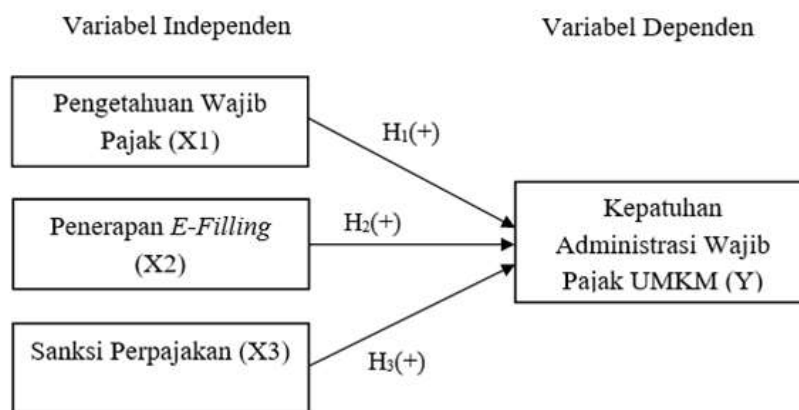 Variabel Independen
Variabel Dependen
Pengetahuan Wajib
Pajak (X1)
H₁(+)
Penerapan E-Filling
(X2)
H₂(+)
Kepatuhan
Administrasi Wajib
Pajak UMKM (Y)
Sanksi Perpajakan (X3)
H₃(+)